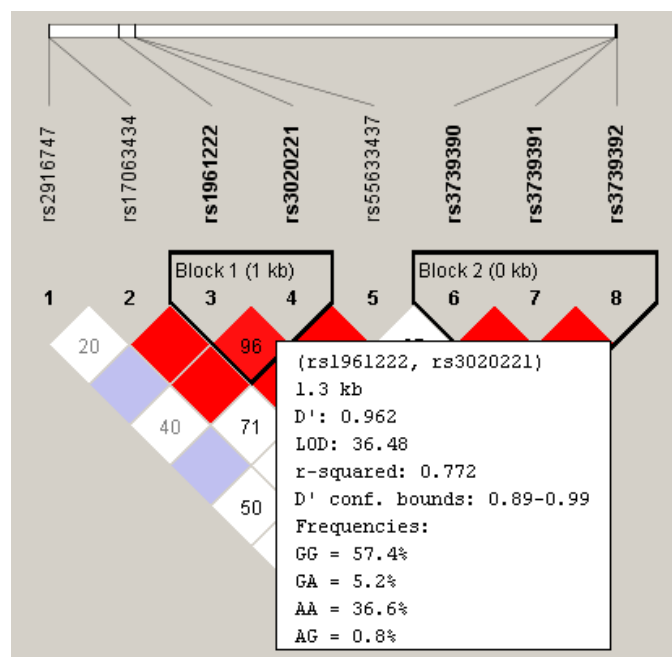 rs2916747 rs17063434 rs1961222 rs3020221 rs55633437 rs3739390 rs3739391 rs3739392
Block 1 (1 kb) Block 2 (0 kb)
1 2 3 4 5 6 7 8
20 96
(rs1961222, rs3020221)
1.3 kb
D': 0.962
40 71
LOD: 36.48
r-squared: 0.772
D' conf. bounds: 0.89-0.99
50
Frequencies:
GG = 57.4%
GA = 5.2%
AA = 36.6%
AG = 0.8%